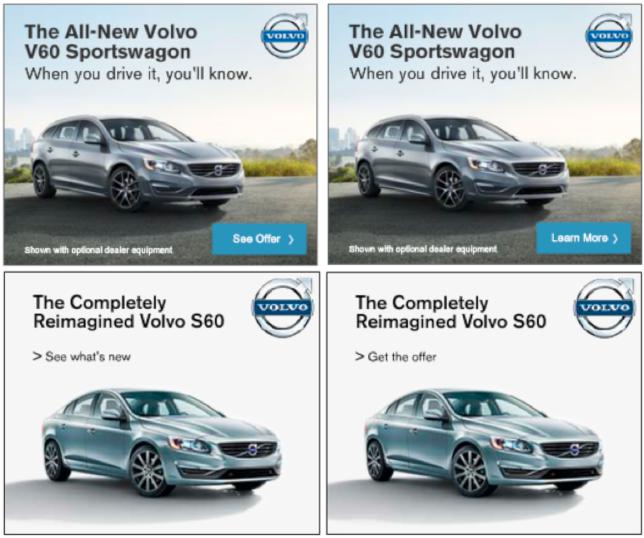 The All-New Volvo
V60 Sportswagon
When you drive it, you'll know.
VOLVO
Shown with optional dealer equipment
See Offer >
The All-New Volvo
V60 Sportswagon
When you drive it, you'll know.
VOLVO
Shown with optional dealer equipment
Learn More >
The Completely
Reimagined Volvo S60
VOLVO
> See what's new
The Completely
Reimagined Volvo S60
VOLVO
> Get the offer